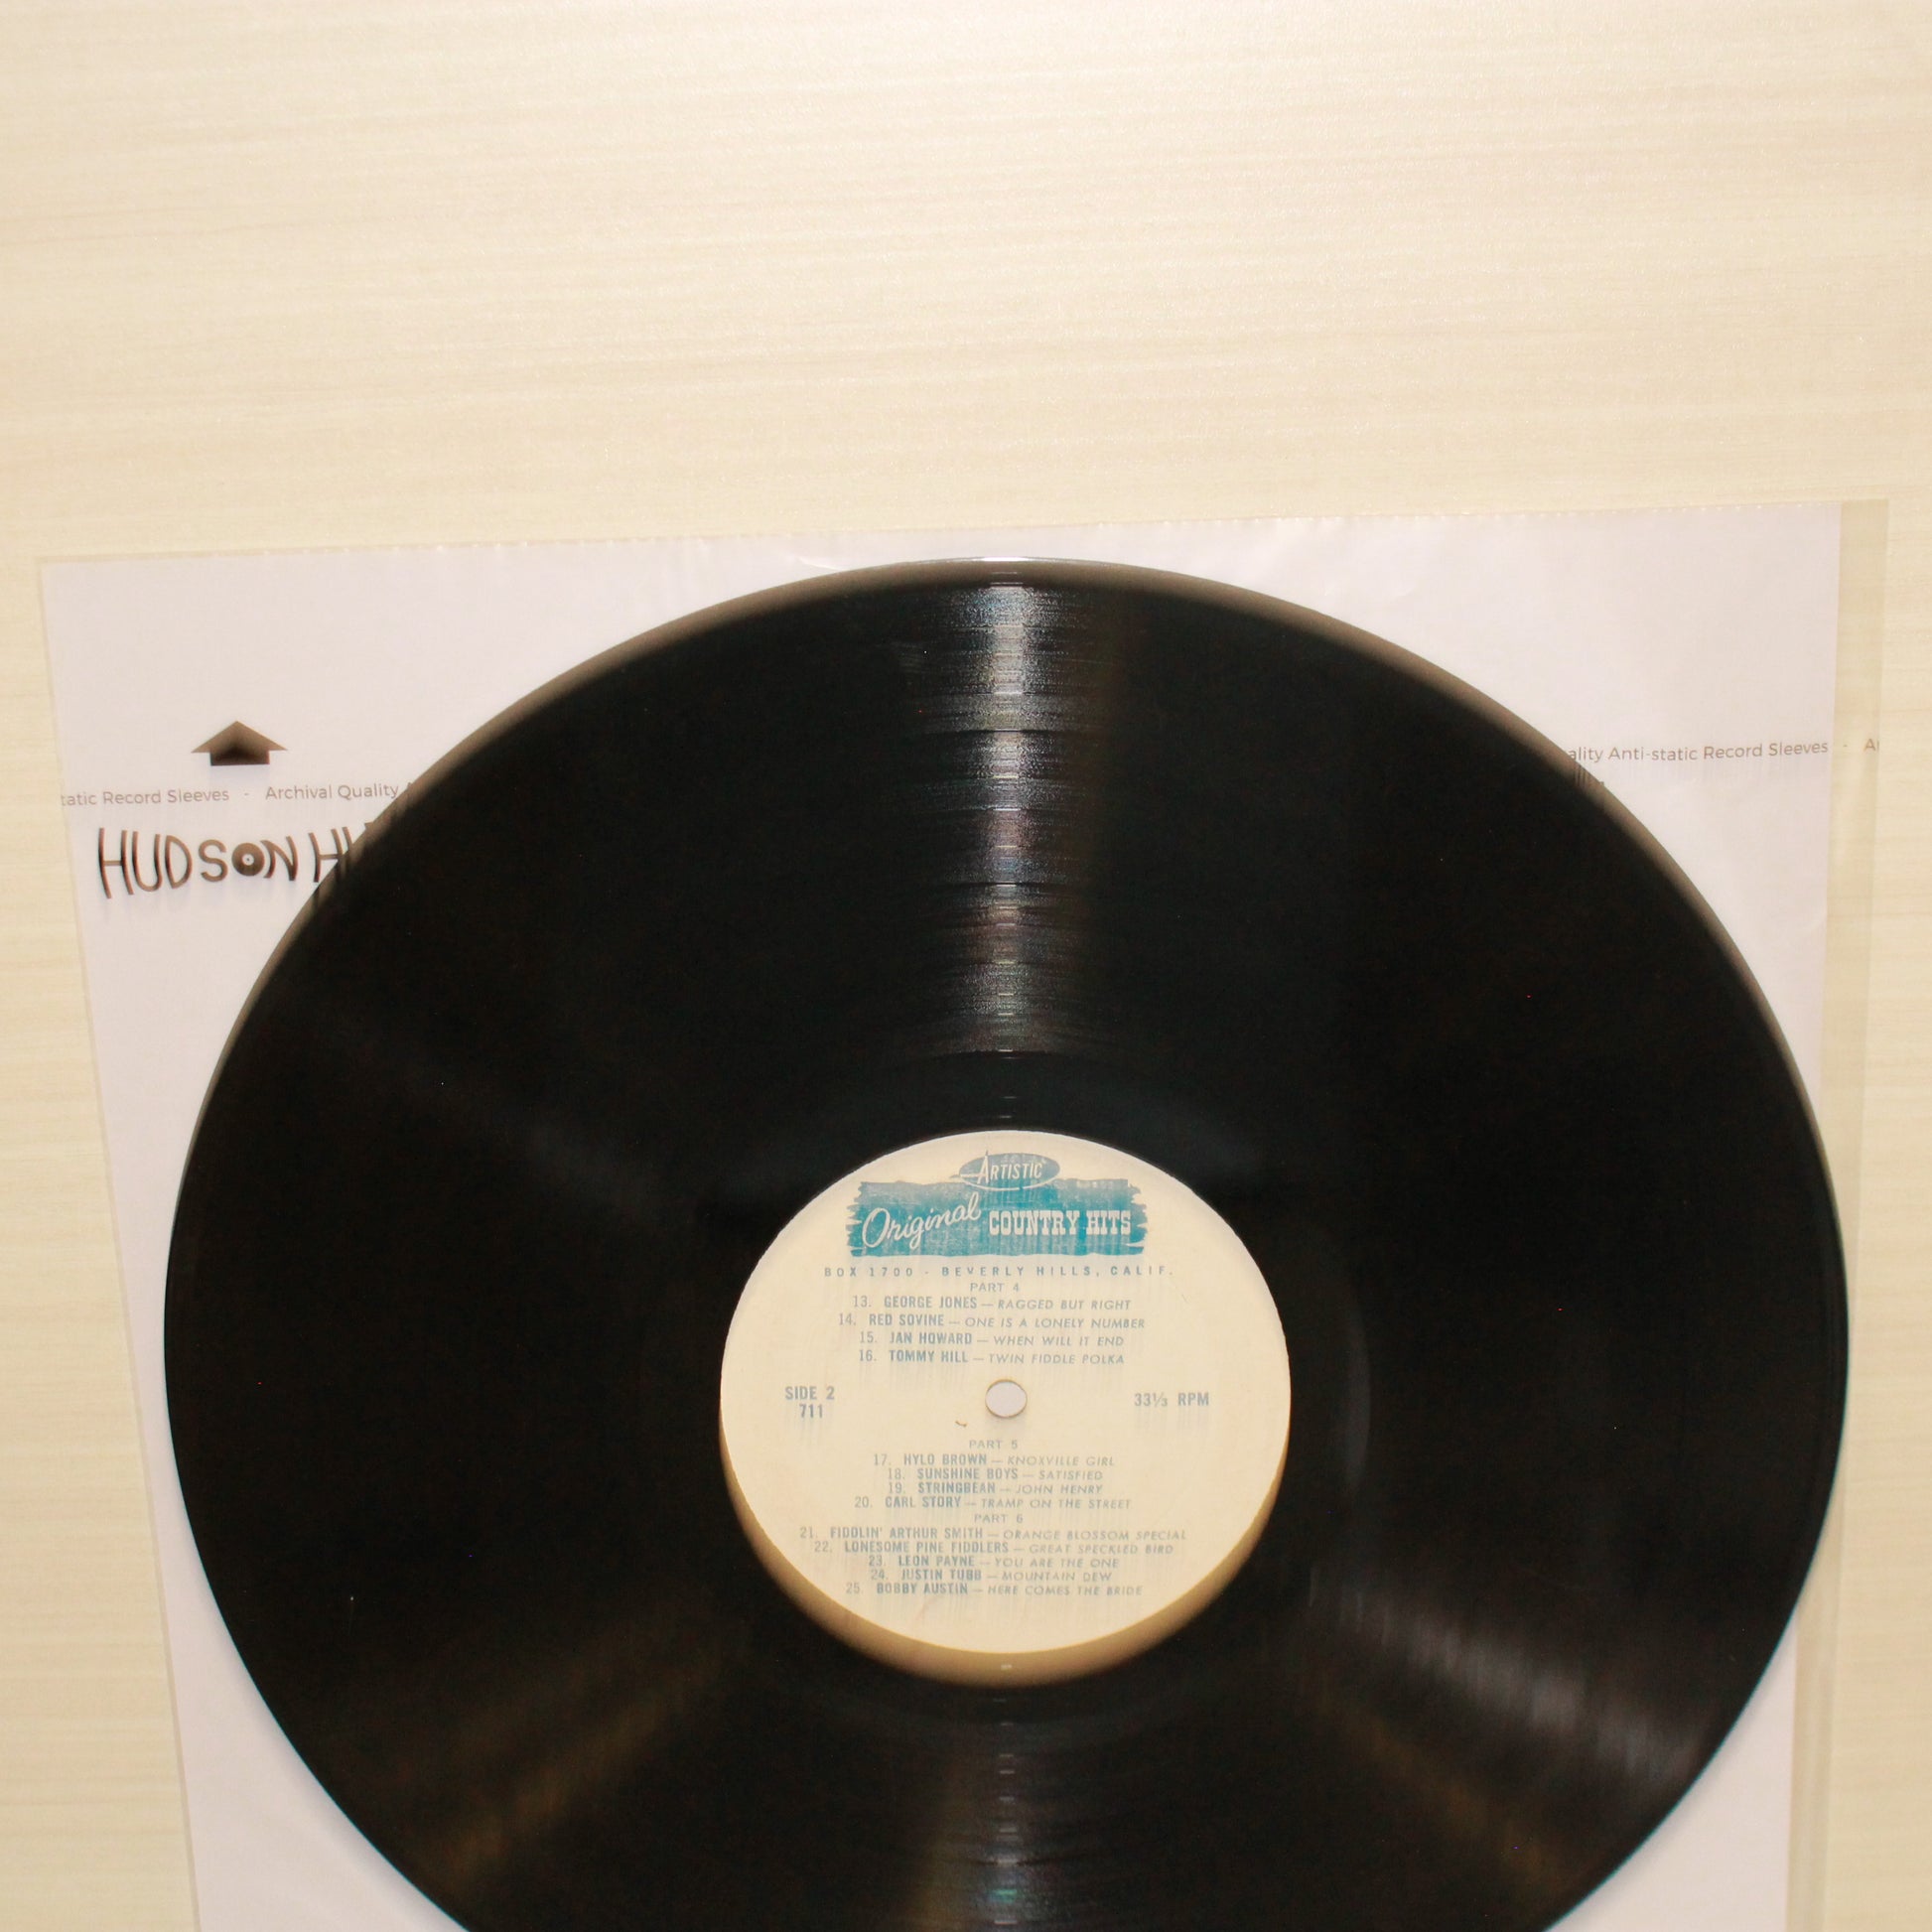 ality Anti-static Record Sleeves -
tatic Record Sleeves - Archival Quality
HUDSON
ARTISTIC
Original COUNTRY HITS
BOX 1700 - BEVERLY HILLS, CALIF.
PART 4
13. GEORGE JONES — RAGGED BUT RIGHT
14. RED SOVINE — ONE IS A LONELY NUMBER
15. JAN HOWARD — WHEN WILL IT END
16. TOMMY HILL — TWIN FIDDLE POLKA
SIDE 2
711
33⅓ RPM
PART 5
17. HYLO BROWN — KNOXVILLE GIRL
18. SUNSHINE BOYS — SATISFIED
19. STRINGBEAN — JOHN HENRY
20. CARL STORY — TRAMP ON THE STREET
PART 6
21. FIDDLIN' ARTHUR SMITH — ORANGE BLOSSOM SPECIAL
22. LONESOME PINE FIDDLERS — GREAT SPECKLED BIRD
23. LEON PAYNE — YOU ARE THE ONE
24. JUSTIN TUBB — MOUNTAIN DEW
25. BOBBY AUSTIN — HERE COMES THE BRIDE